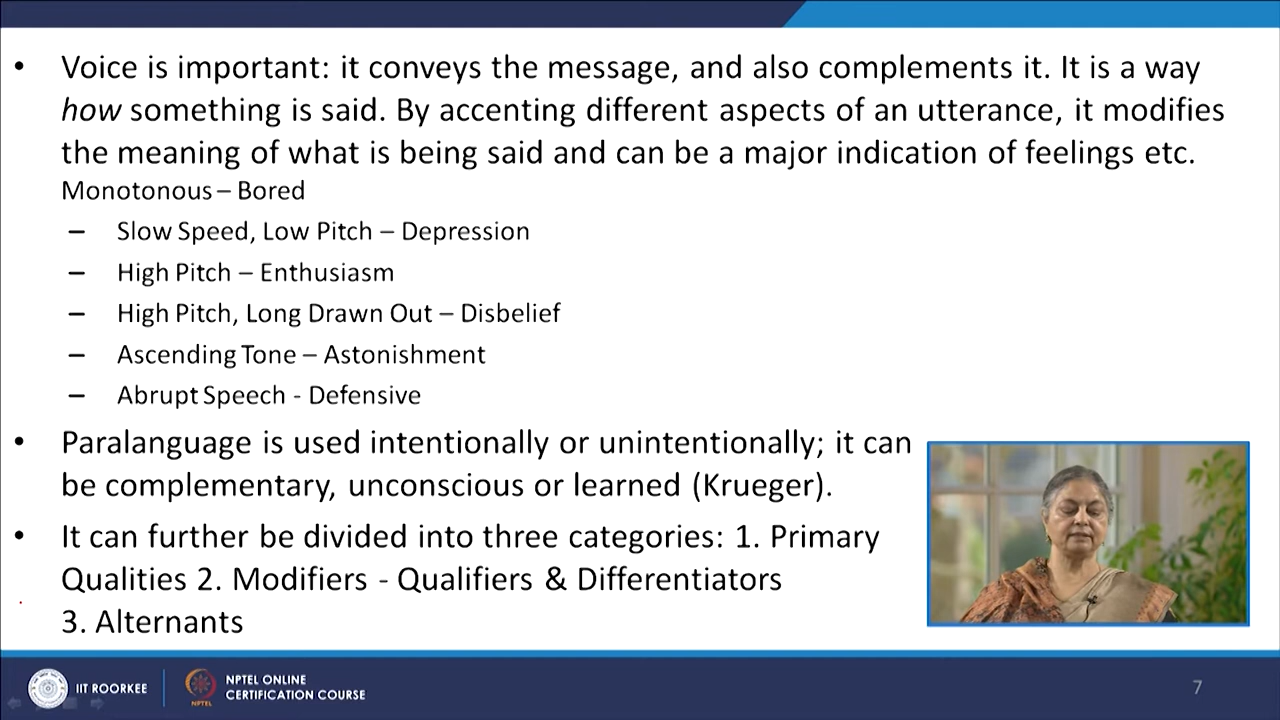 • Voice is important: it conveys the message, and also complements it. It is a way
how something is said. By accenting different aspects of an utterance, it modifies
the meaning of what is being said and can be a major indication of feelings etc.
Monotonous – Bored
– Slow Speed, Low Pitch – Depression
– High Pitch – Enthusiasm
– High Pitch, Long Drawn Out – Disbelief
– Ascending Tone – Astonishment
– Abrupt Speech - Defensive
• Paralanguage is used intentionally or unintentionally; it can
be complementary, unconscious or learned (Krueger).
• It can further be divided into three categories: 1. Primary
Qualities 2. Modifiers - Qualifiers & Differentiators
3. Alternants
IIT ROORKEE
NPTEL
NPTEL ONLINE
CERTIFICATION COURSE
7